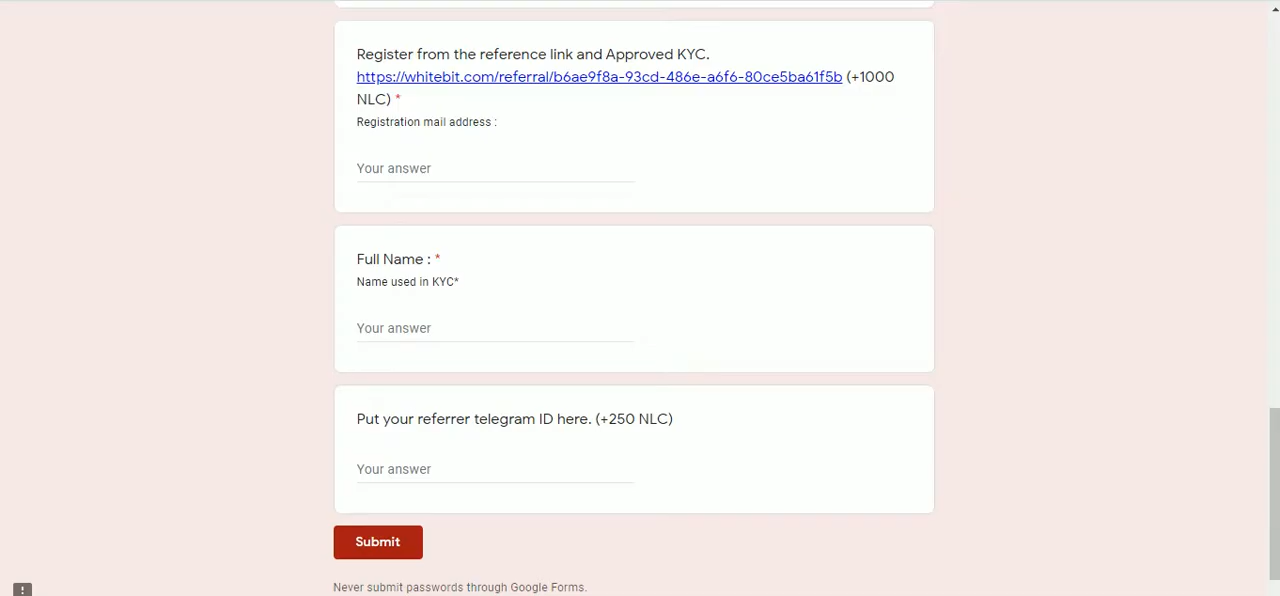 Register from the reference link and Approved KYC.
https://whitebit.com/referral/b6ae9f8a-93cd-486e-a6f6-80ce5ba61f5b (+1000
NLC) *
Registration mail address :
Your answer
Full Name : *
Name used in KYC*
Your answer
Put your referrer telegram ID here. (+250 NLC)
Your answer
Submit
Never submit passwords through Google Forms.